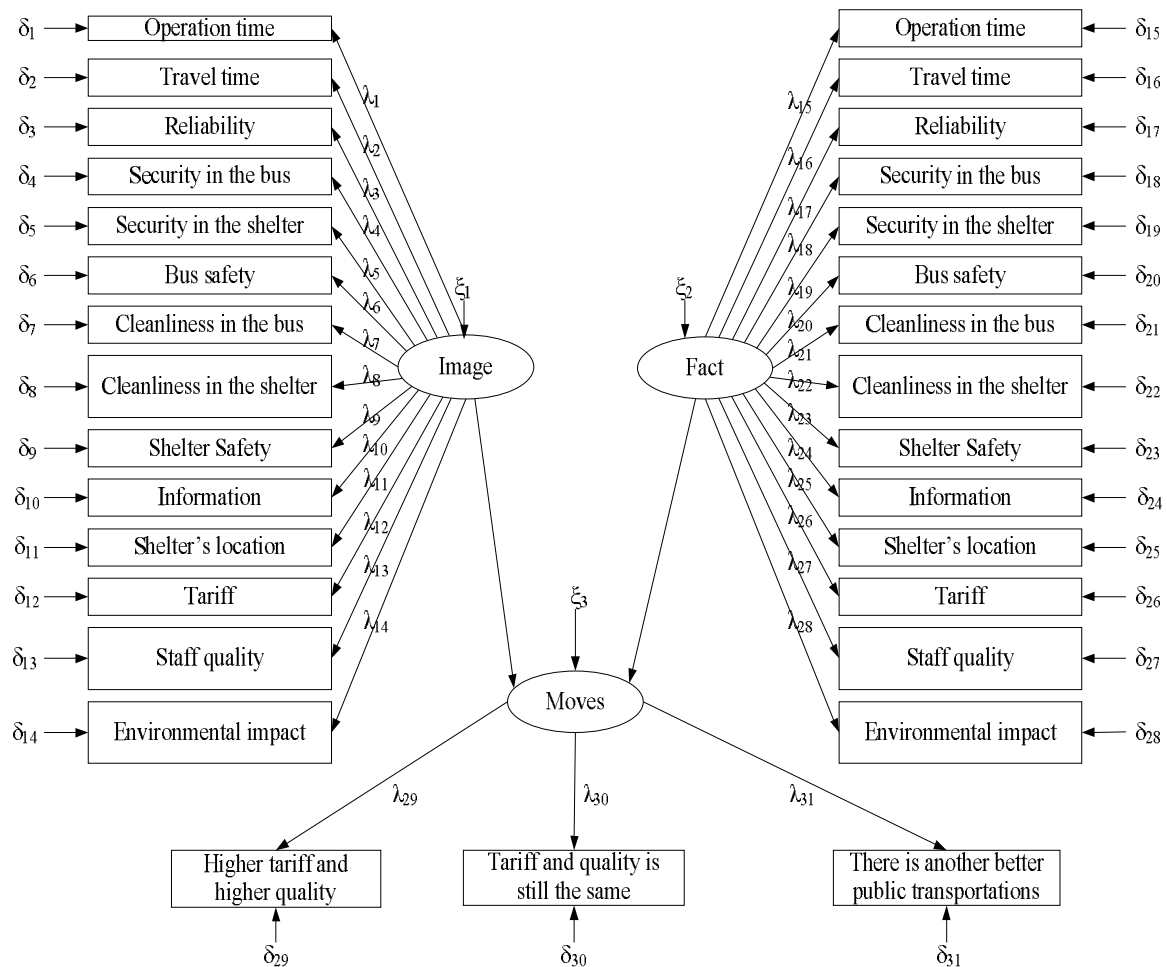 δ1
Operation time
δ2
Travel time
δ3
Reliability
δ4
Security in the bus
δ5
Security in the shelter
δ6
Bus safety
δ7
Cleanliness in the bus
δ8
Cleanliness in the shelter
δ9
Shelter Safety
δ10
Information
δ11
Shelter's location
δ12
Tariff
δ13
Staff quality
δ14
Environmental impact
λ1
λ2
λ3
λ4
λ5
λ6
λ7
λ8
λ9
λ10
λ11
λ12
λ13
λ14
ξ1
Image
ξ2
Fact
λ15
λ16
λ17
λ18
λ19
λ20
λ21
λ22
λ23
λ24
λ25
λ26
λ27
λ28
Operation time
δ15
Travel time
δ16
Reliability
δ17
Security in the bus
δ18
Security in the shelter
δ19
Bus safety
δ20
Cleanliness in the bus
δ21
Cleanliness in the shelter
δ22
Shelter Safety
δ23
Information
δ24
Shelter's location
δ25
Tariff
δ26
Staff quality
δ27
Environmental impact
δ28
ξ3
Moves
λ29
λ30
λ31
Higher tariff and
higher quality
Tariff and quality is
still the same
There is another better
public transportations
δ29
δ30
δ31